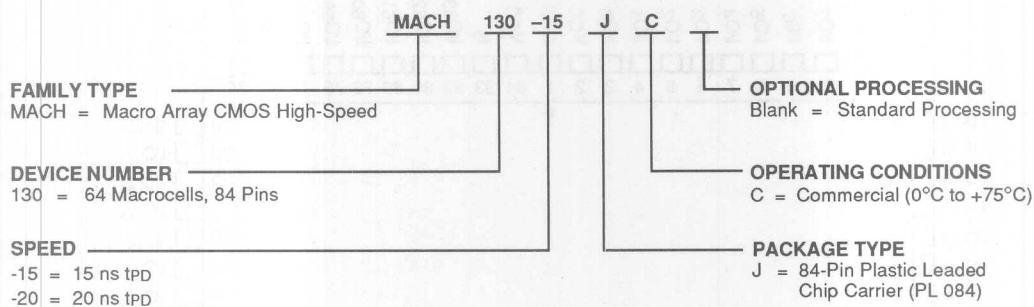 MACH 130 –15 J C
FAMILY TYPE
MACH = Macro Array CMOS High-Speed
DEVICE NUMBER
130 = 64 Macrocells, 84 Pins
SPEED
-15 = 15 ns tPD
-20 = 20 ns tPD
OPTIONAL PROCESSING
Blank = Standard Processing
OPERATING CONDITIONS
C = Commercial (0°C to +75°C)
PACKAGE TYPE
J = 84-Pin Plastic Leaded
Chip Carrier (PL 084)